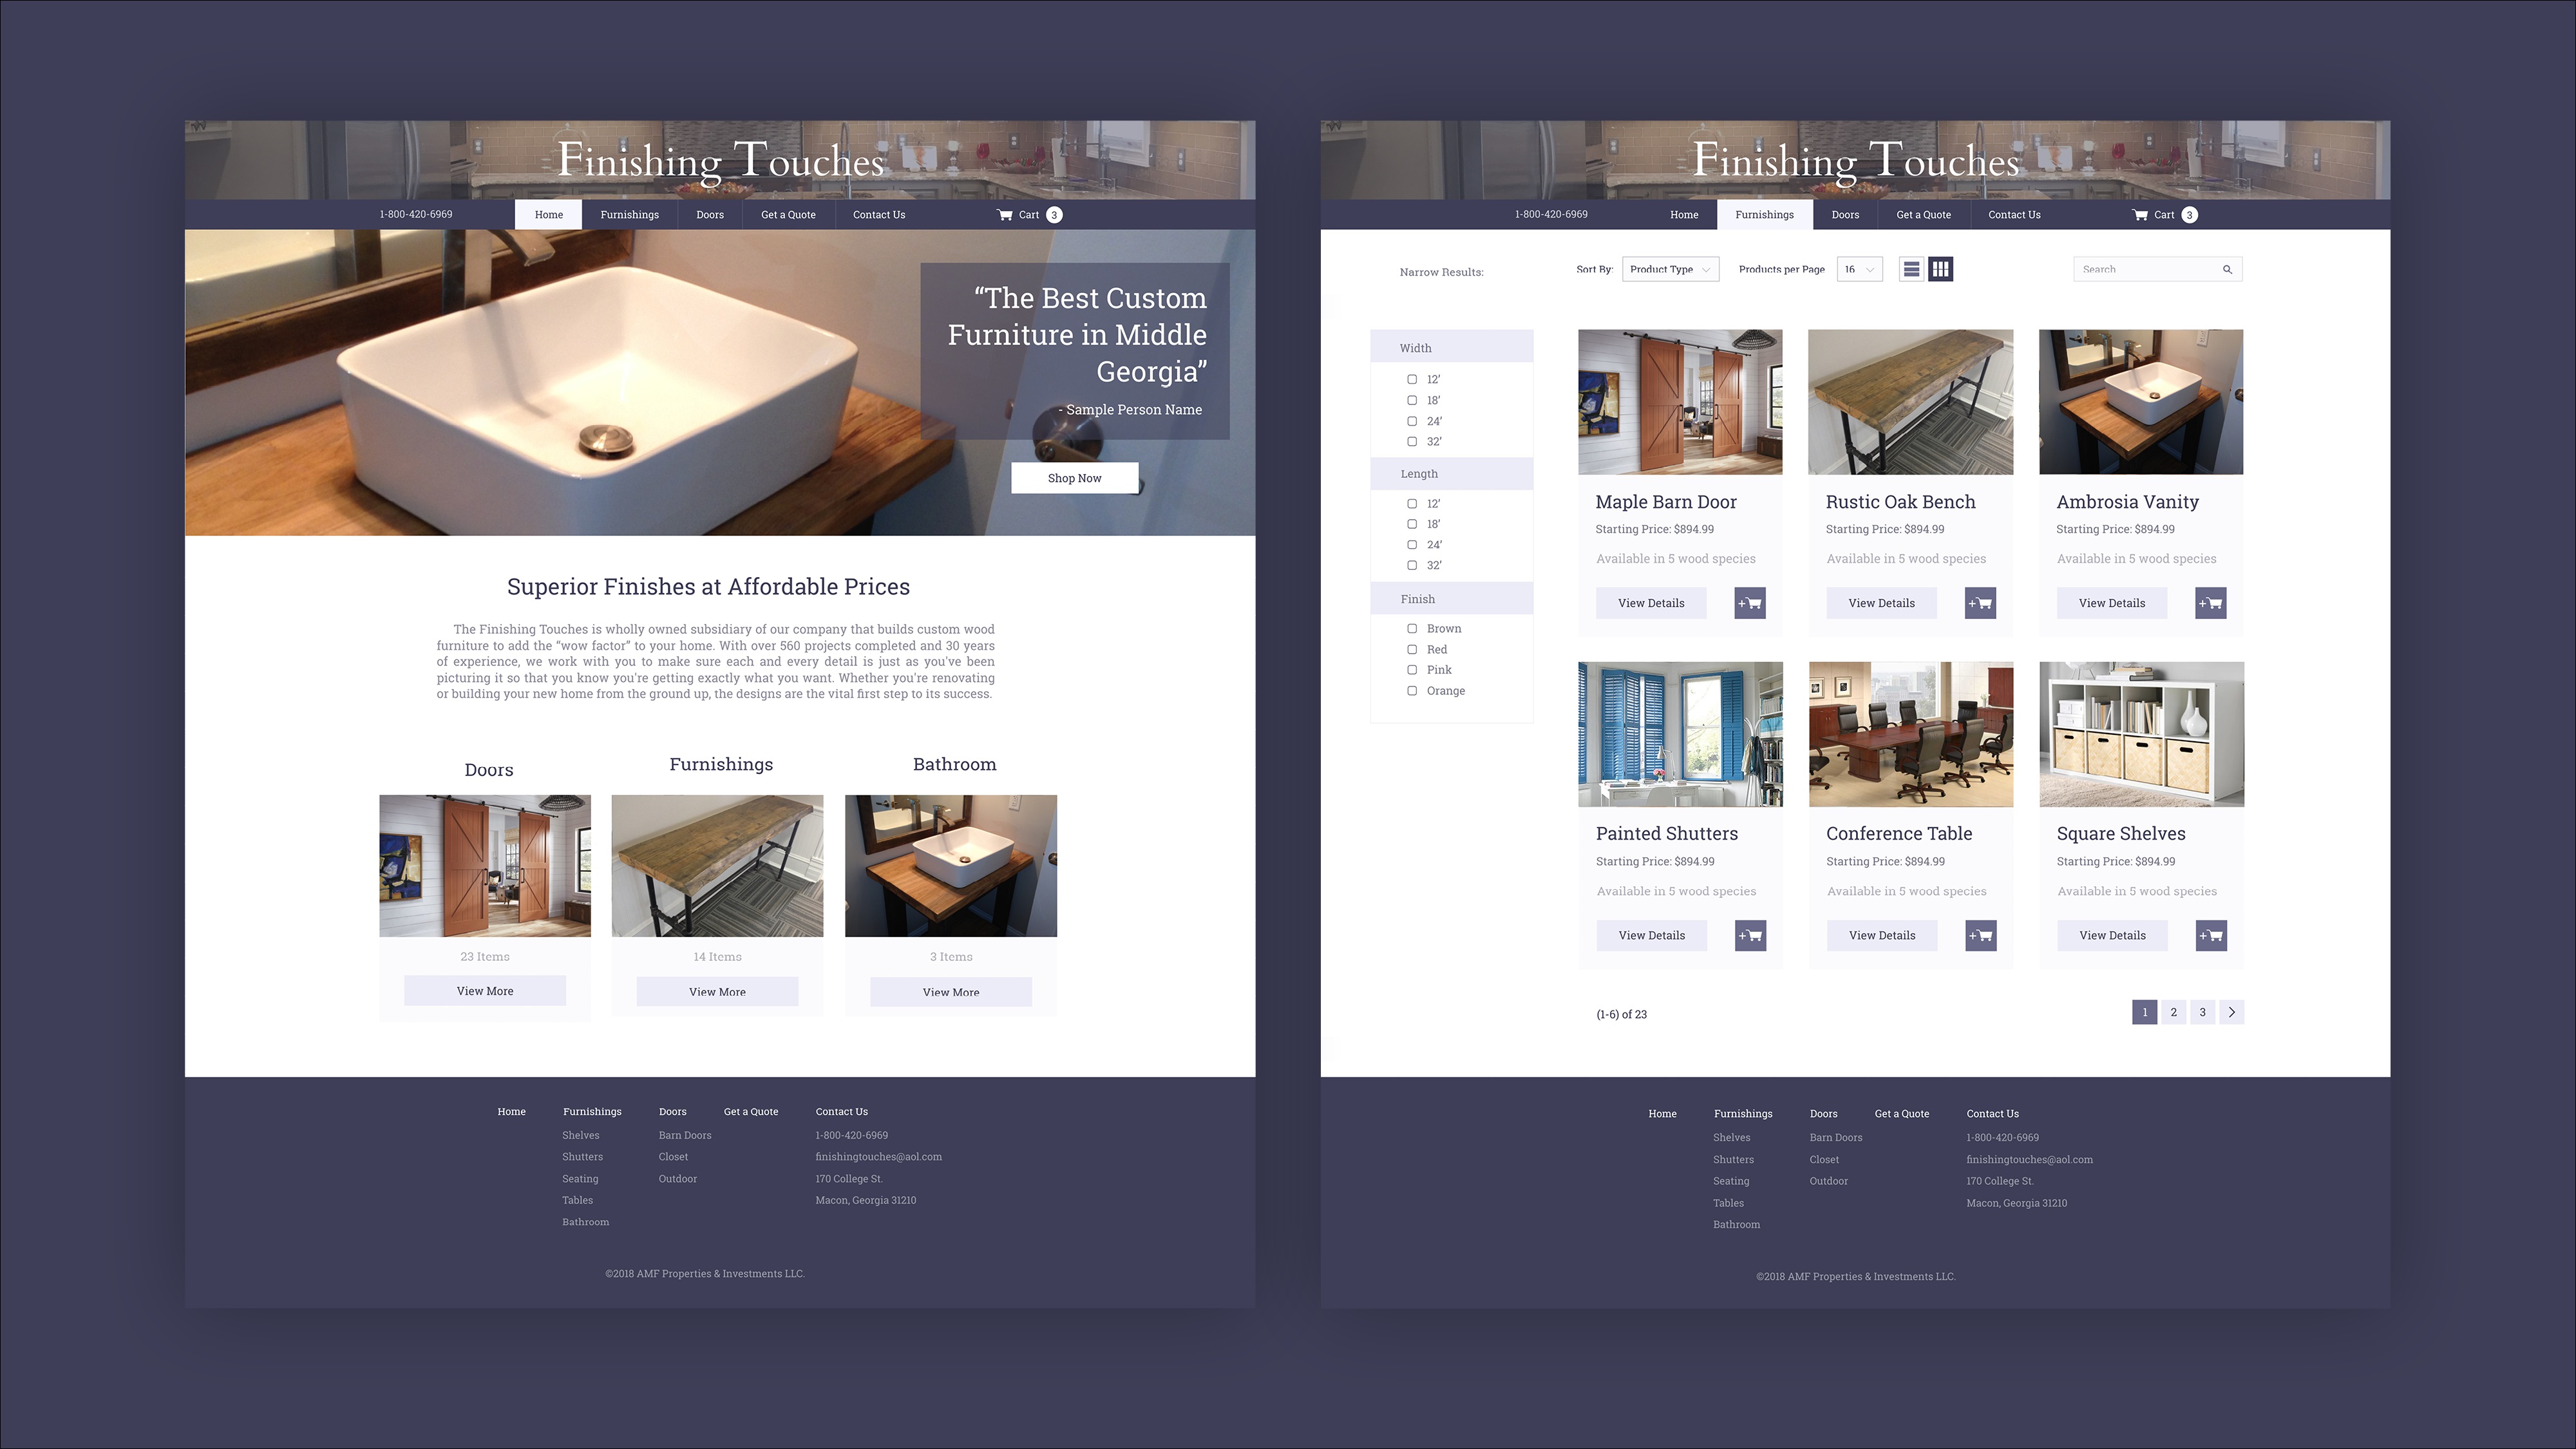 Finishing Touches
1-800-420-6969
Home
Furnishings
Doors
Get a Quote
Contact Us
Cart 3
“The Best Custom
Furniture in Middle
Georgia”
- Sample Person Name
Shop Now
Superior Finishes at Affordable Prices
The Finishing Touches is wholly owned subsidiary of our company that builds custom wood
furniture to add the “wow factor” to your home. With over 560 projects completed and 30 years
of experience, we work with you to make sure each and every detail is just as you've been
picturing it so that you know you're getting exactly what you want. Whether you're renovating
or building your new home from the ground up, the designs are the vital first step to its success.
Doors
Furnishings
Bathroom
23 Items
14 Items
3 Items
View More
View More
View More
Home
Furnishings
Shelves
Shutters
Seating
Tables
Bathroom
Doors
Barn Doors
Closet
Outdoor
Get a Quote
Contact Us
1-800-420-6969
finishingtouches@aol.com
170 College St.
Macon, Georgia 31210
©2018 AMF Properties & Investments LLC.
Finishing Touches
1-800-420-6969
Home
Furnishings
Doors
Get a Quote
Contact Us
Cart 3
Narrow Results:
Sort By: Product Type
Products per Page 16
Search
Width
12'
18'
24'
32'
Length
12'
18'
24'
32'
Finish
Brown
Red
Pink
Orange
Maple Barn Door
Starting Price: $894.99
Available in 5 wood species
View Details
+
Rustic Oak Bench
Starting Price: $894.99
Available in 5 wood species
View Details
+
Ambrosia Vanity
Starting Price: $894.99
Available in 5 wood species
View Details
+
Painted Shutters
Starting Price: $894.99
Available in 5 wood species
View Details
+
Conference Table
Starting Price: $894.99
Available in 5 wood species
View Details
+
Square Shelves
Starting Price: $894.99
Available in 5 wood species
View Details
+
(1-6) of 23
1 2 3 >
Home
Furnishings
Shelves
Shutters
Seating
Tables
Bathroom
Doors
Barn Doors
Closet
Outdoor
Get a Quote
Contact Us
1-800-420-6969
finishingtouches@aol.com
170 College St.
Macon, Georgia 31210
©2018 AMF Properties & Investments LLC.